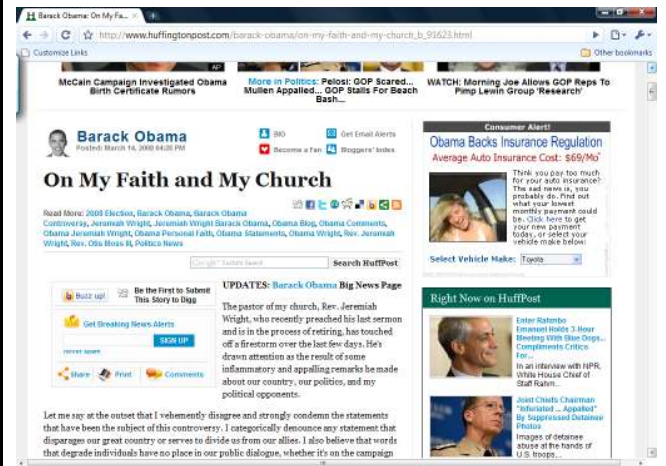 Barack Obama: On My Fa...
http://www.huffingtonpost.com/barack-obama/on-my-faith-and-my-church_b_91623.html
Customize Links
Other bookmarks
AP
McCain Campaign Investigated Obama
Birth Certificate Rumors
More in Politics: Pelosi: GOP Scared...
Mullen Appalled... GOP Stalls For Beach
Bash...
WATCH: Morning Joe Allows GOP Reps To
Pimp Lewin Group 'Research'
Barack Obama
Posted: March 14, 2008 04:20 PM
BIO
Get Email Alerts
Become a Fan
Bloggers' Index
On My Faith and My Church
Read More: 2008 Election, Barack Obama, Barack Obama
Controversy, Jeremiah Wright, Jeremiah Wright Barack Obama, Obama Blog, Obama Comments,
Obama Jeremiah Wright, Obama Personal Faith, Obama Statements, Obama Wright, Rev. Jeremiah
Wright, Rev. Otis Moss III, Politics News
Search HuffPost
Buzz up!
Be the First to Submit
This Story to Digg
Get Breaking News Alerts
SIGN UP
never spam
Share
Print
Comments
UPDATES: Barack Obama Big News Page
The pastor of my church, Rev. Jeremiah
Wright, who recently preached his last sermon
and is in the process of retiring, has touched
off a firestorm over the last few days. He's
drawn attention as the result of some
inflammatory and appalling remarks he made
about our country, our politics, and my
political opponents.
Let me say at the outset that I vehemently disagree and strongly condemn the statements
that have been the subject of this controversy. I categorically denounce any statement that
disparages our great country or serves to divide us from our allies. I also believe that words
that degrade individuals have no place in our public dialogue, whether it's on the campaign
Consumer Alert!
Obama Backs Insurance Regulation
Average Auto Insurance Cost: $69/Mo*
Think you pay too much
for your auto insurance?
The sad news is, you
probably do. Find out
what your lowest
monthly payment could
be. Click here to get
your new payment
today, or select your
vehicle make below:
Select Vehicle Make: Toyota
Right Now on HuffPost
Enter Rahmbo
Emanuel Holds 3-Hour
Meeting With Blue Dogs...
Compliments Critics
For...
In an interview with NPR,
White House Chief of
Staff Rahm...
Joint Chiefs Chairman
"Infuriated ... Appalled"
By Suppressed Detainee
Photos
Images of detainee
abuse at the hands of
U.S. troops...